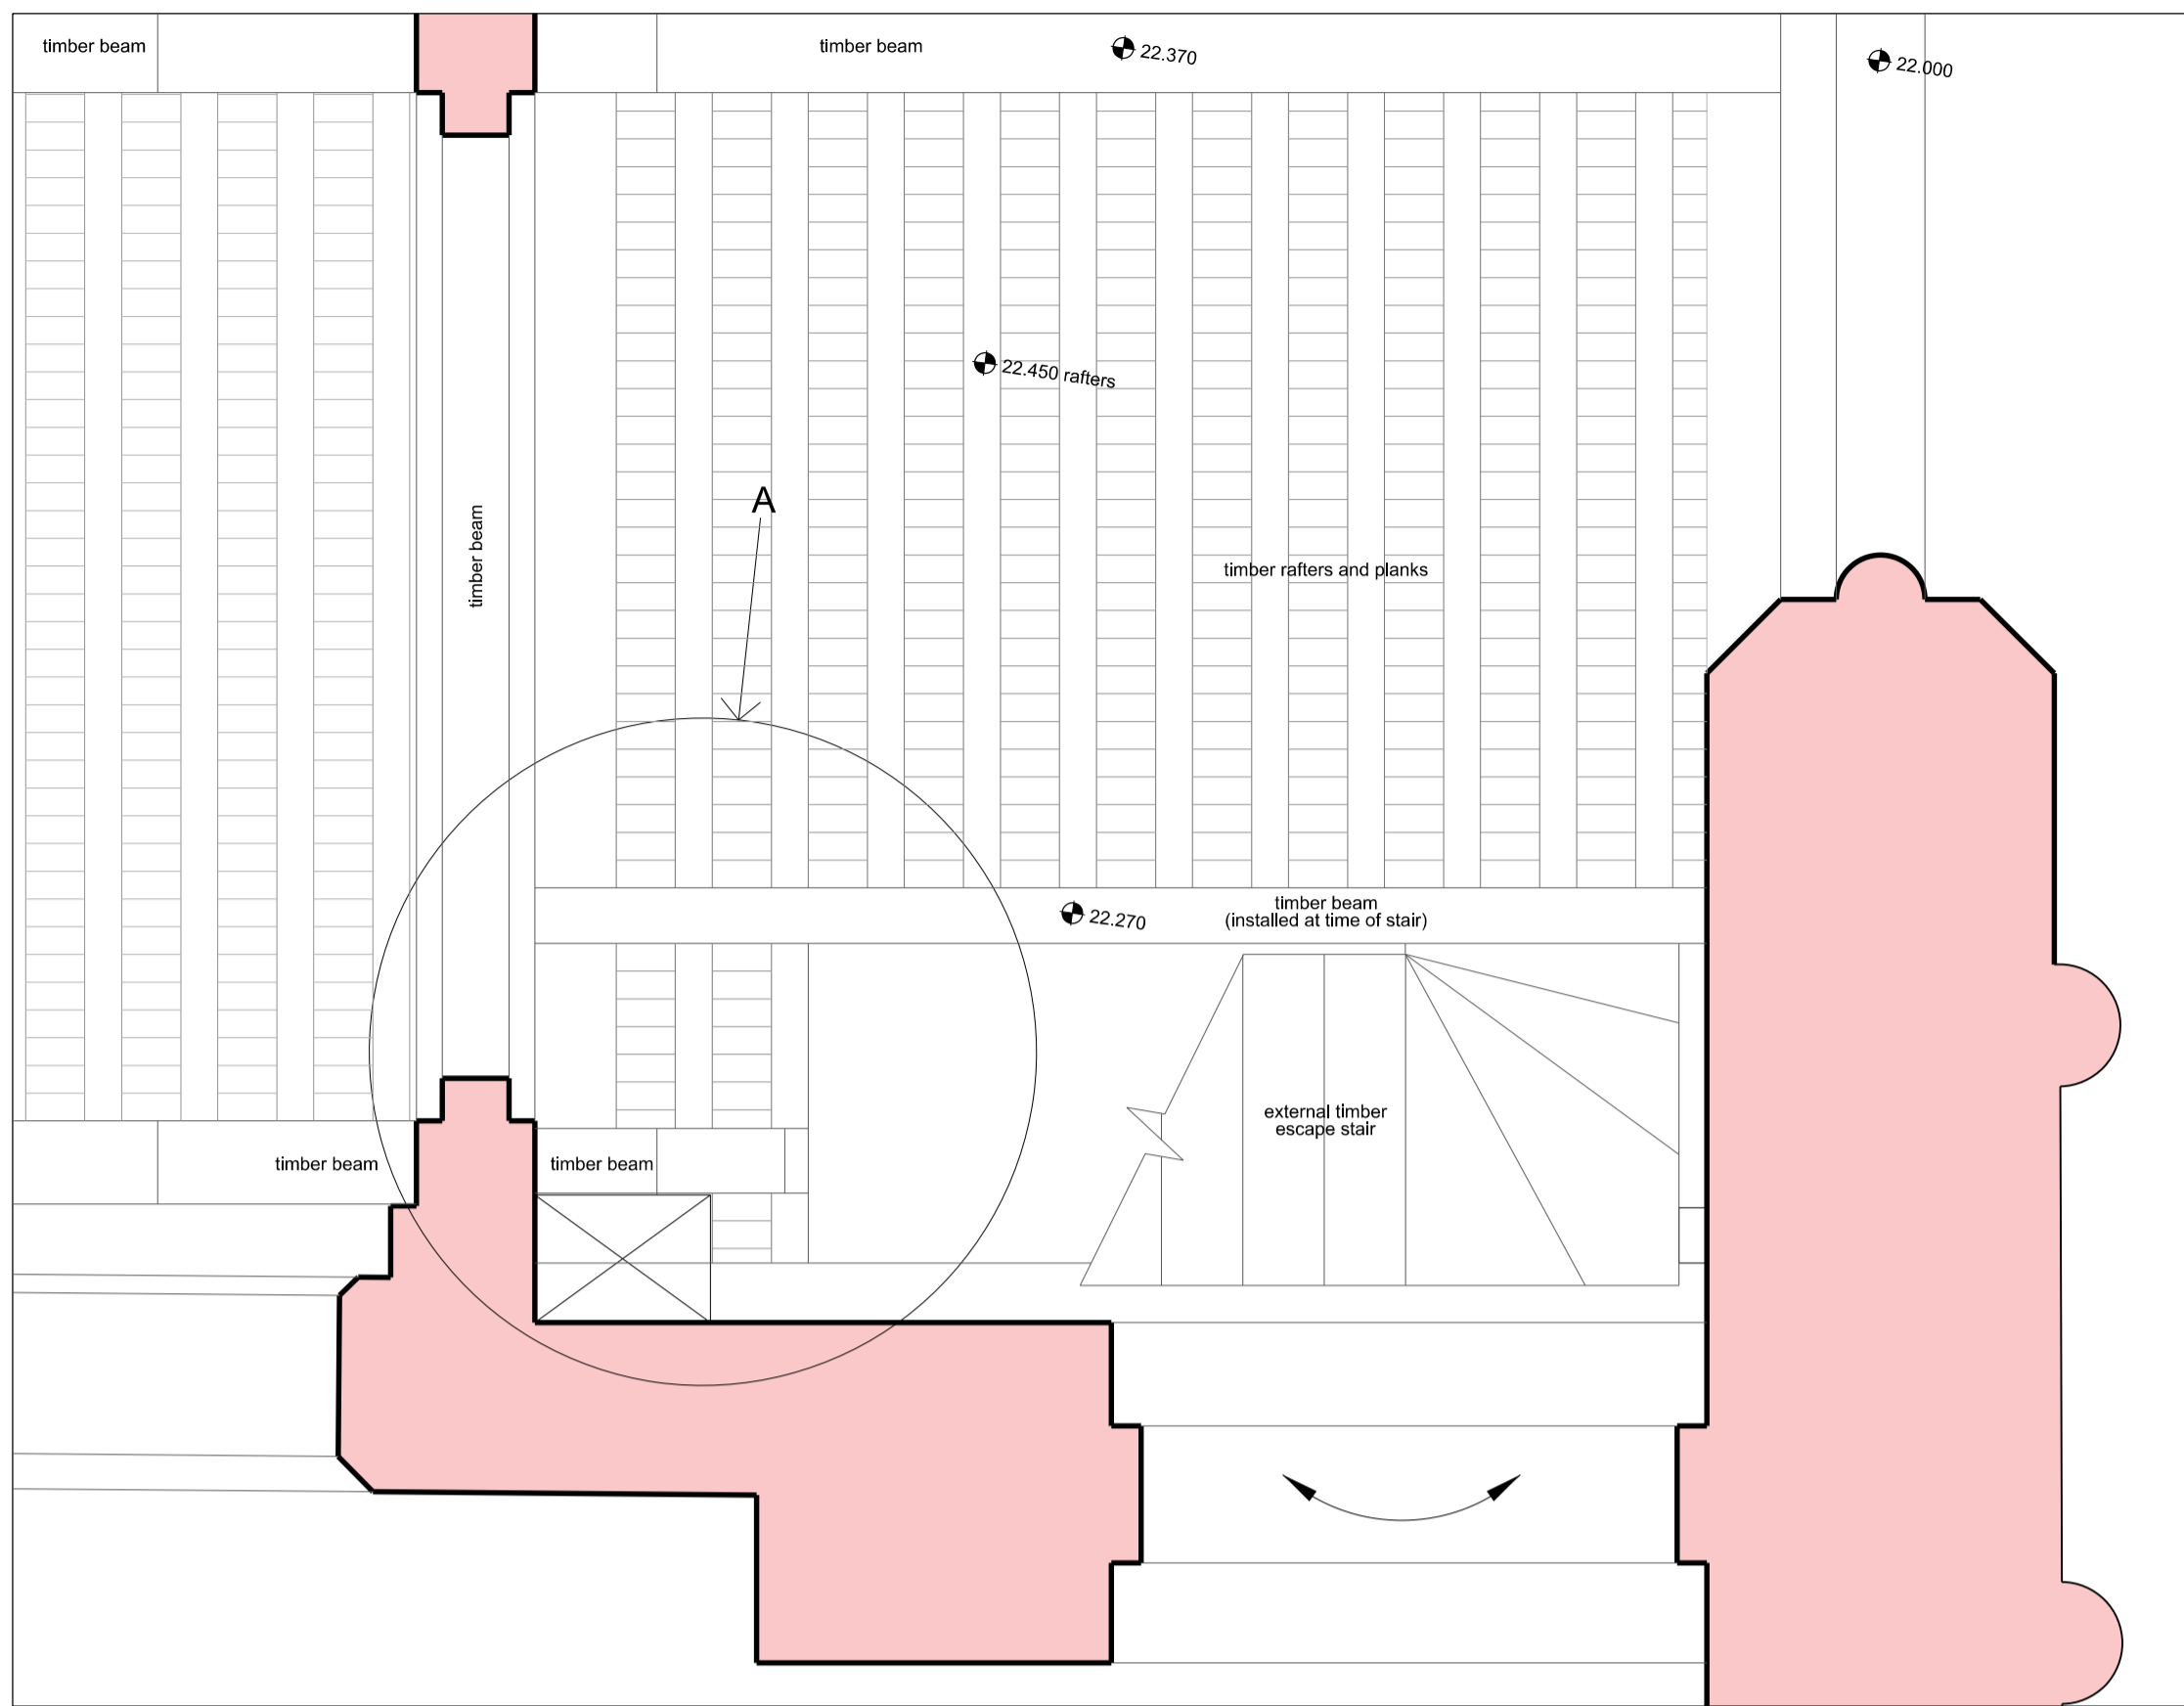 timber beam
timber beam
22.370
22.000
22.450 rafters
A
timber beam
timber rafters and planks
timber beam
(installed at time of stair)
22.270
external timber
escape stair
timber beam
timber beam